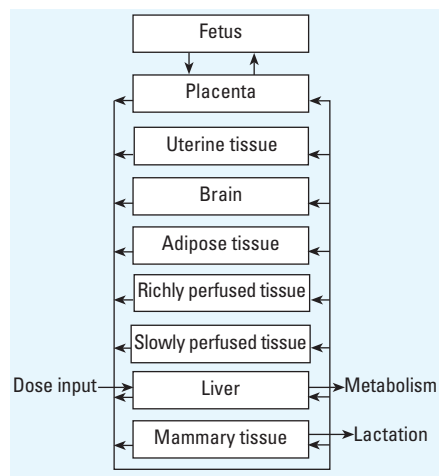 Fetus
Placenta
Uterine tissue
Brain
Adipose tissue
Richly perfused tissue
Slowly perfused tissue
Dose input
Liver
Metabolism
Mammary tissue
Lactation